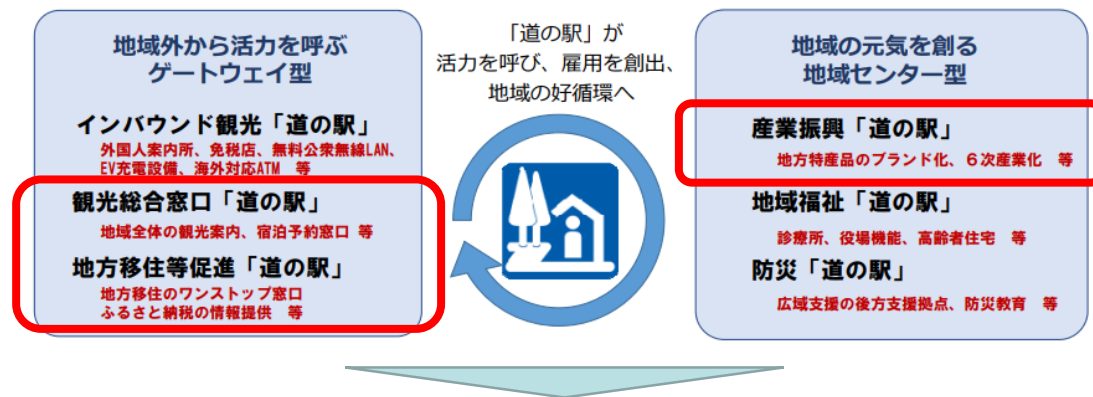 地域外から活力を呼ぶ
ゲートウェイ型
インバウンド観光「道の駅」
外国人案内所、免税店、無料公衆無線LAN、
EV充電設備、海外対応ATM 等
観光総合窓口「道の駅」
地域全体の観光案内、宿泊予約窓口 等
地方移住等促進「道の駅」
地方移住のワンストップ窓口
ふるさと納税の情報提供 等
「道の駅」が
活力を呼び、雇用を創出、
地域の好循環へ
地域の元気を創る
地域センター型
産業振興「道の駅」
地方特産品のブランド化、６次産業化 等
地域福祉「道の駅」
診療所、役場機能、高齢者住宅 等
防災「道の駅」
広域支援の後方支援拠点、防災教育 等